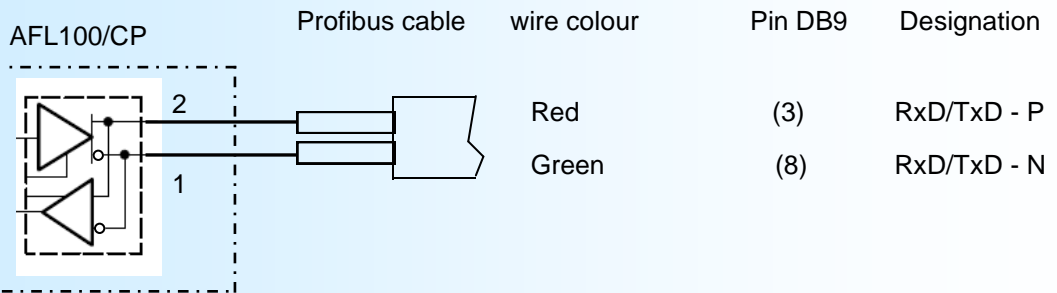 AFL100/CP Profibus cable wire colour Pin DB9 Designation
2 Red (3) RxD/TxD - P
1 Green (8) RxD/TxD - N